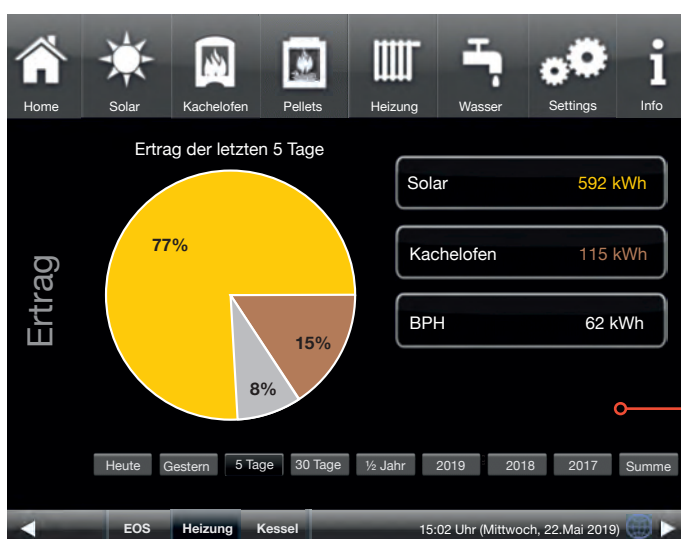 Home Solar Kachelofen Pellets Heizung Wasser Settings Info
Ertrag der letzten 5 Tage
Ertrag
77%
15%
8%
Solar 592 kWh
Kachelofen 115 kWh
BPH 62 kWh
Heute Gestern 5 Tage 30 Tage ½ Jahr 2019 2018 2017 Summe
EOS Heizung Kessel 15:02 Uhr (Mittwoch, 22.Mai 2019)